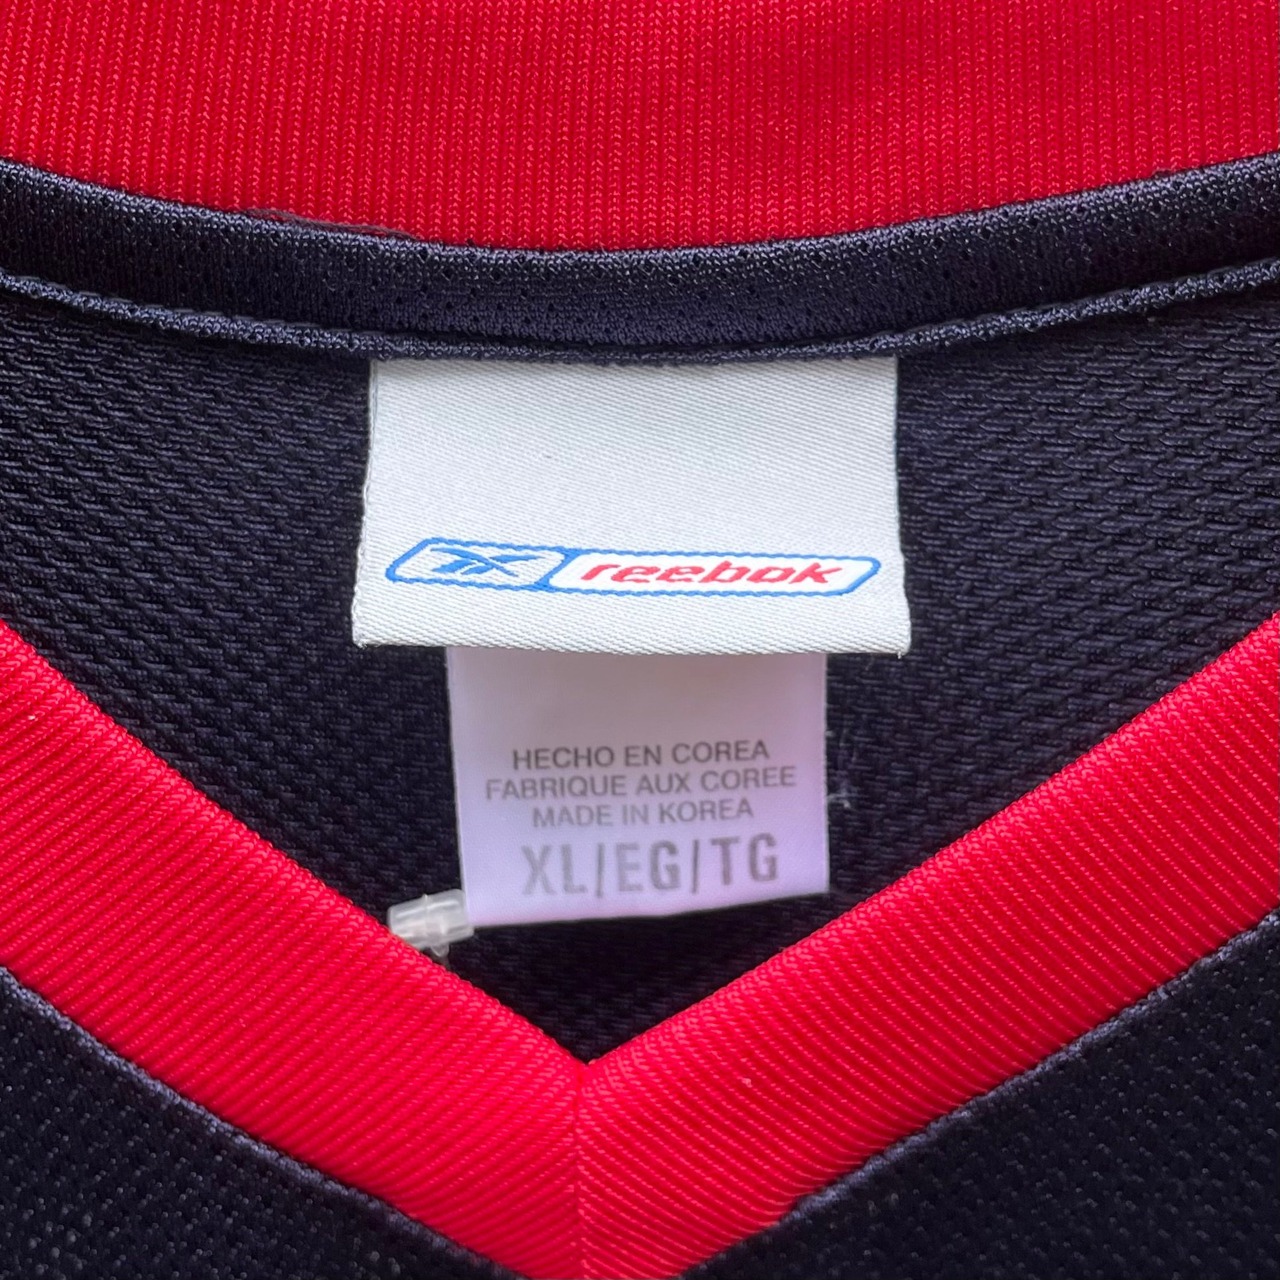 reebok
HECHO EN COREA
FABRIQUE AUX COREE
MADE IN KOREA
XL/EG/TG